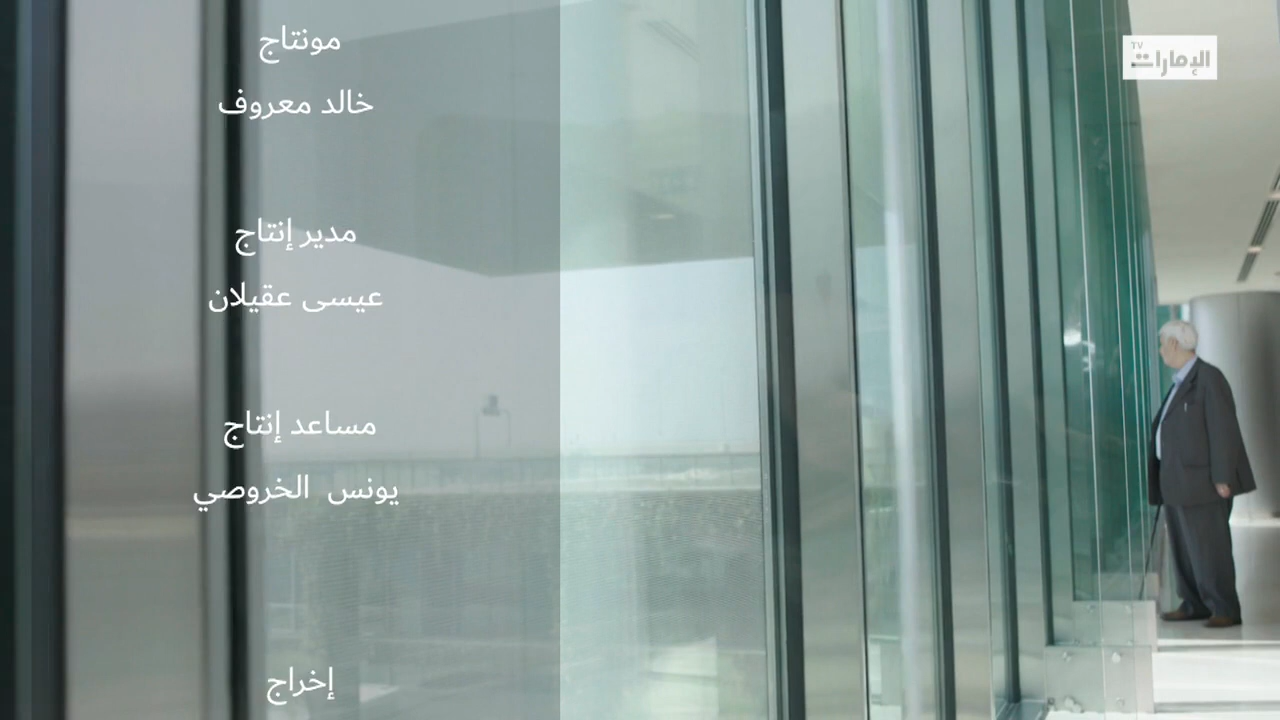 مونتاج
خالد معروف
مدير إنتاج
عيسى عقيلان
مساعد إنتاج
يونس الخروصي
إخراج
الإمارات
TV